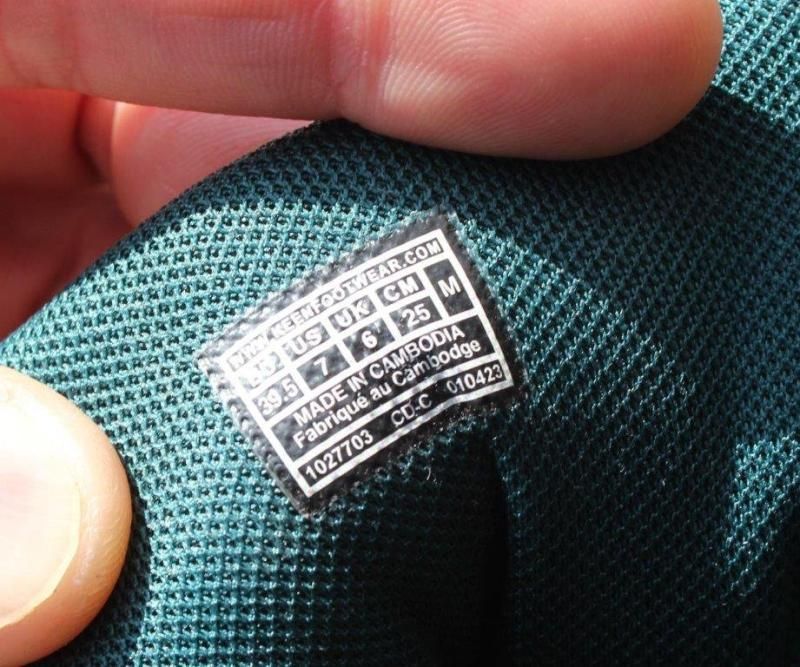 WWW.KEENFOOTWEAR.COM
EU US UK CM M
39.5 7 6 25
MADE IN CAMBODIA
Fabriqué au Cambodge
1027703 CD-C 010423